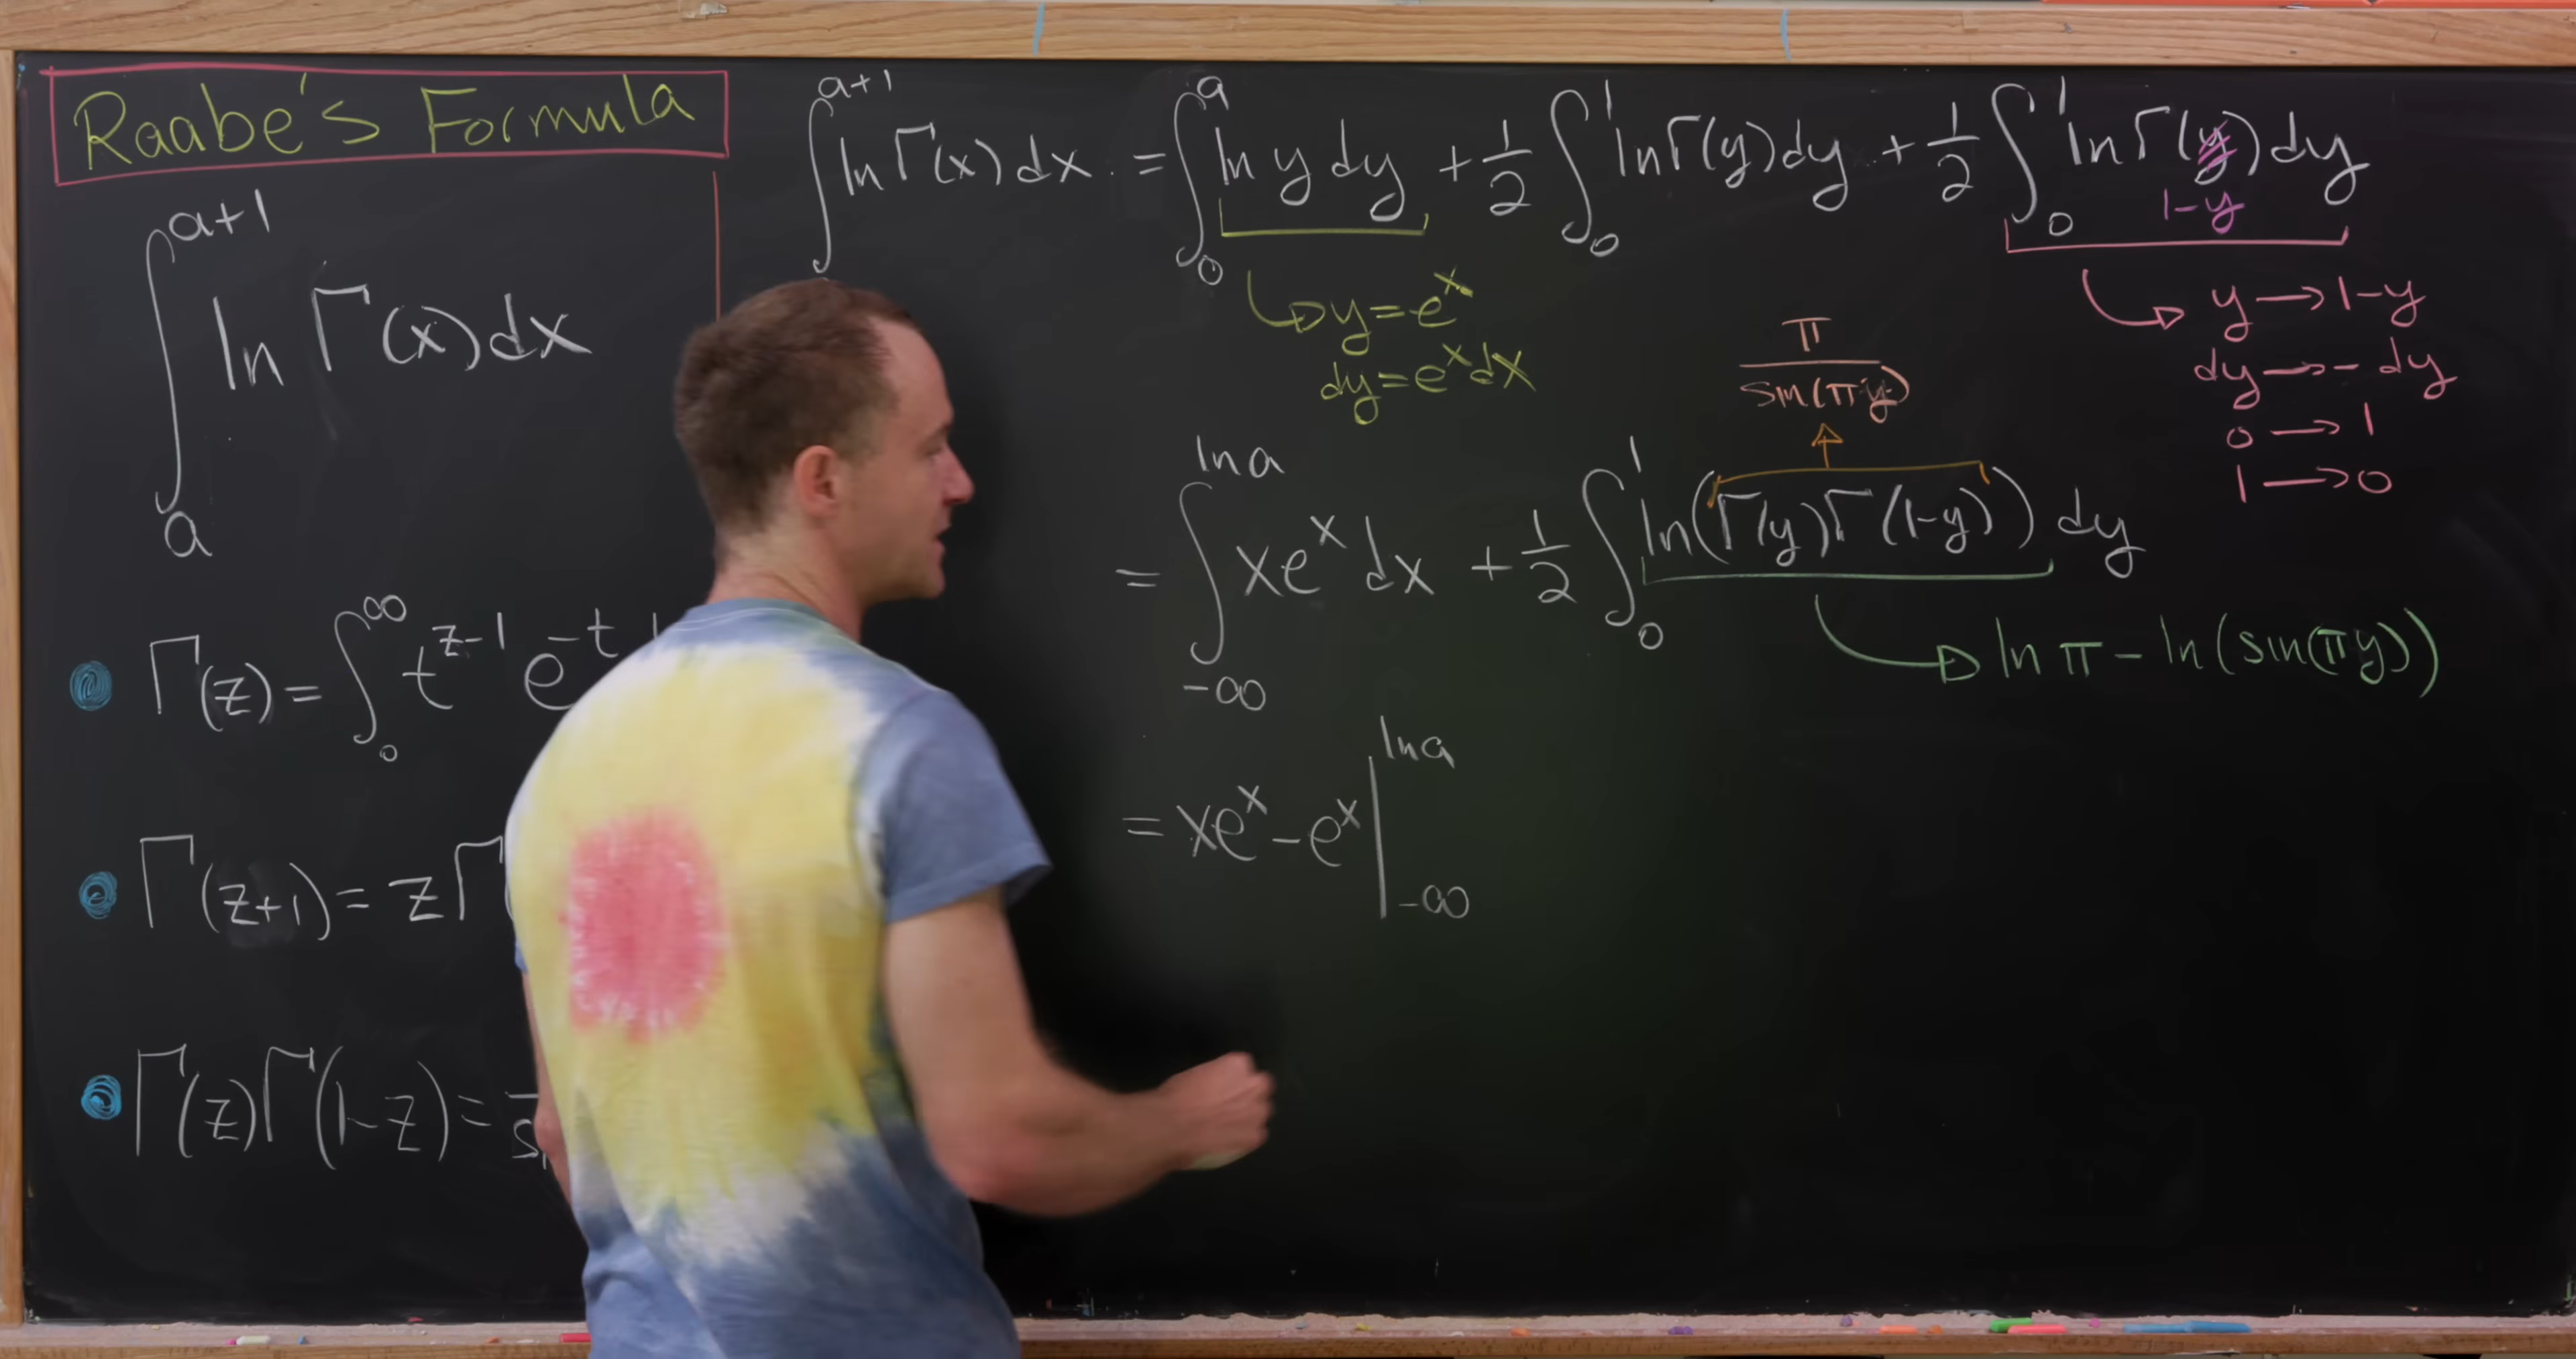 Raabe's Formula
∫_a^{a+1} ln Γ(x) dx
Γ(z) = ∫_0^∞ t^{z-1} e^{-t}
Γ(z+1) = zΓ
Γ(z)Γ(1-z) =
∫^{a+1} ln Γ(x) dx = ∫_0^a ln y dy + 1/2 ∫_0^1 ln Γ(y) dy + 1/2 ∫_0^1 ln Γ(y) dy
1-y
y = e^x
dy = e^x dx
y → 1-y
dy → - dy
0 → 1
1 → 0
π / sin(πy)
= ∫_{-∞}^{ln a} xe^x dx + 1/2 ∫_0^1 ln(Γ(y)Γ(1-y)) dy
ln π - ln(sin(πy))
= xe^x - e^x |_{-∞}^{ln a}